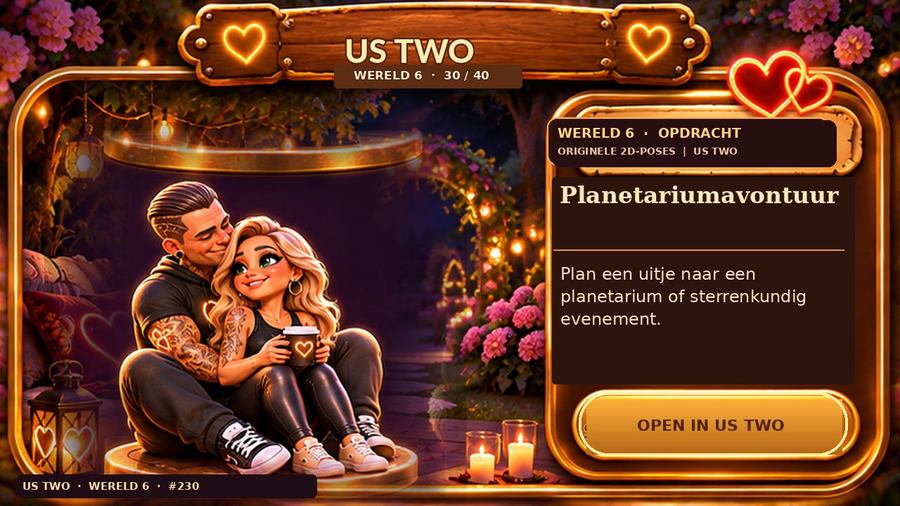 US TWO
WERELD 6 · 30 / 40
WERELD 6 · OPDRACHT
ORIGINELE 2D-POSES | US TWO
Planetariumavontuur
Plan een uitje naar een
planetarium of sterrenkundig
evenement.
OPEN IN US TWO
US TWO · WERELD 6 · #230